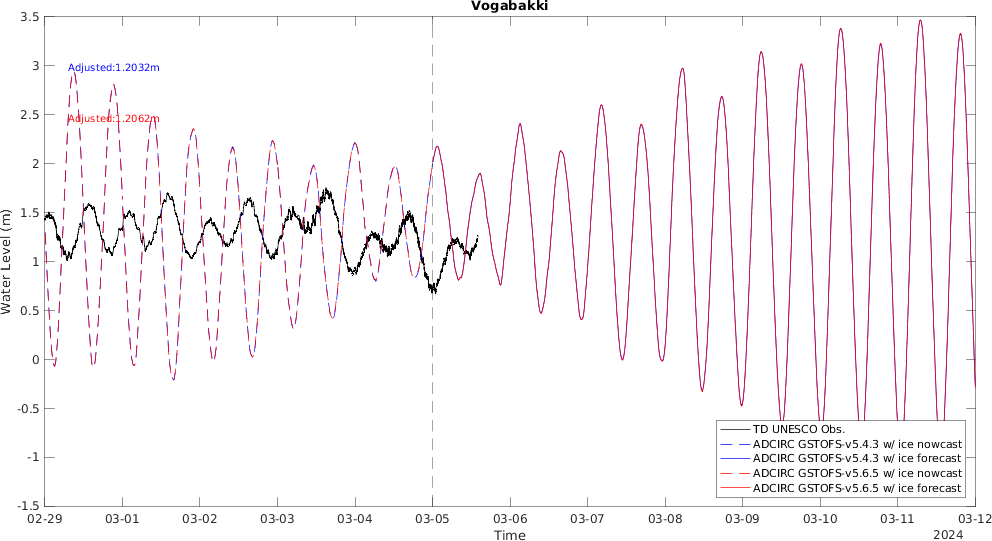 Vogabakki
3.5
3
2.5
2
1.5
1
0.5
0
-0.5
-1
-1.5
Water Level (m)
Adjusted:1.2032m
Adjusted:1.2062m
TD UNESCO Obs.
ADCIRC GSTOFS-v5.4.3 w/ ice nowcast
ADCIRC GSTOFS-v5.4.3 w/ ice forecast
ADCIRC GSTOFS-v5.6.5 w/ ice nowcast
ADCIRC GSTOFS-v5.6.5 w/ ice forecast
02-29 03-01 03-02 03-03 03-04 03-05 03-06 03-07 03-08 03-09 03-10 03-11 03-12
Time
2024